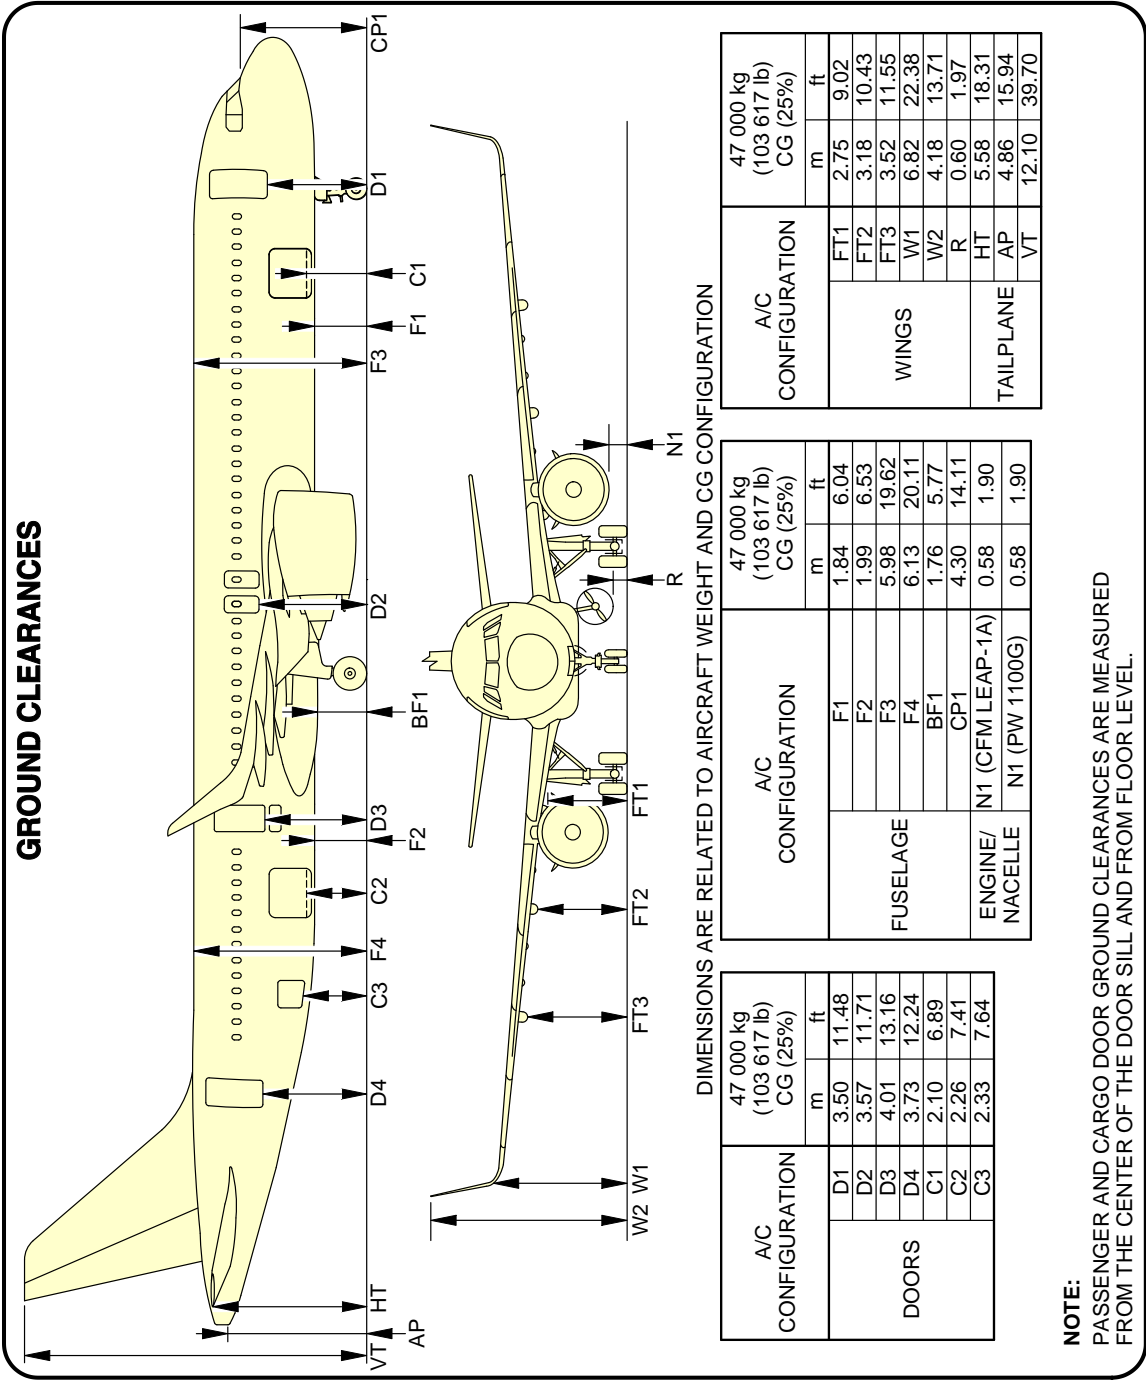 GROUND CLEARANCES
VT
AP
HT
D4
C3
F4
C2
F2
D3
BF1
D2
F3
F1
C1
D1
CP1
W2
W1
FT3
FT2
FT1
R
N1
DIMENSIONS ARE RELATED TO AIRCRAFT WEIGHT AND CG CONFIGURATION
A/C CONFIGURATION
47 000 kg
(103 617 lb)
CG (25%)
m ft
DOORS
D1 3.50 11.48
D2 3.57 11.71
D3 4.01 13.16
D4 3.73 12.24
C1 2.10 6.89
C2 2.26 7.41
C3 2.33 7.64
A/C CONFIGURATION
47 000 kg
(103 617 lb)
CG (25%)
m ft
FUSELAGE
F1 1.84 6.04
F2 1.99 6.53
F3 5.98 19.62
F4 6.13 20.11
BF1 1.76 5.77
CP1 4.30 14.11
ENGINE/
NACELLE
N1 (CFM LEAP-1A) 0.58 1.90
N1 (PW 1100G) 0.58 1.90
A/C CONFIGURATION
47 000 kg
(103 617 lb)
CG (25%)
m ft
WINGS
FT1 2.75 9.02
FT2 3.18 10.43
FT3 3.52 11.55
W1 6.82 22.38
W2 4.18 13.71
R 0.60 1.97
TAILPLANE
HT 5.58 18.31
AP 4.86 15.94
VT 12.10 39.70
NOTE:
PASSENGER AND CARGO DOOR GROUND CLEARANCES ARE MEASURED
FROM THE CENTER OF THE DOOR SILL AND FROM FLOOR LEVEL.